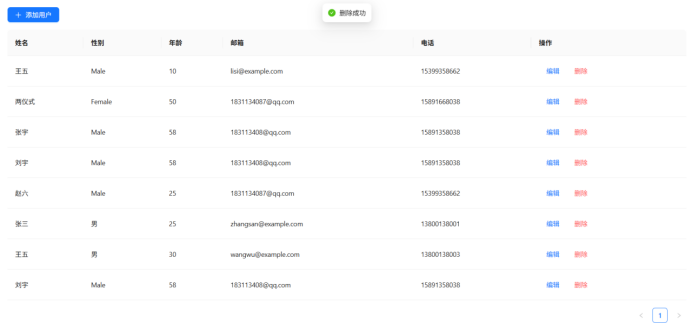 + 添加用户
删除成功
姓名 性别 年龄 邮箱 电话 操作
王五 Male 10 lisi@example.com 15399358662 编辑 删除
两仪式 Female 50 1831134087@qq.com 15891668038 编辑 删除
张宇 Male 58 183113408@qq.com 15891358038 编辑 删除
刘宇 Male 58 183113408@qq.com 15891358038 编辑 删除
赵六 Male 25 1831134087@qq.com 15399358662 编辑 删除
张三 男 25 zhangsan@example.com 13800138001 编辑 删除
王五 男 30 wangwu@example.com 13800138003 编辑 删除
刘宇 Male 58 183113408@qq.com 15891358038 编辑 删除
< 1 >